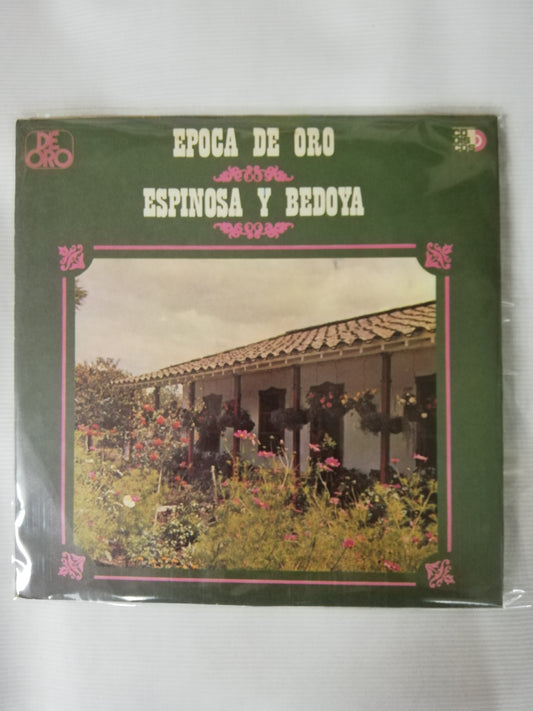 DE
ORO
EPOCA DE ORO
ESPINOSA Y BEDOYA